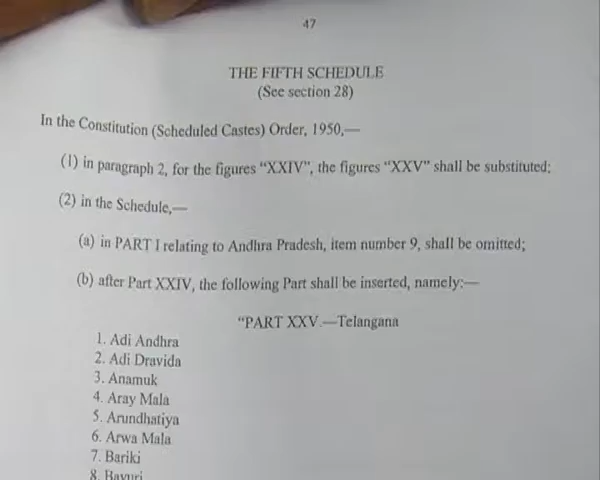 47
THE FIFTH SCHEDULE
(See section 28)
In the Constitution (Scheduled Castes) Order, 1950,—
(1) in paragraph 2, for the figures “XXIV”, the figures “XXV” shall be substituted;
(2) in the Schedule,—
(a) in PART I relating to Andhra Pradesh, item number 9, shall be omitted;
(b) after Part XXIV, the following Part shall be inserted, namely:—
“PART XXV.—Telangana
1. Adi Andhra
2. Adi Dravida
3. Anamuk
4. Aray Mala
5. Arundhatiya
6. Arwa Mala
7. Bariki
8. Bavuri